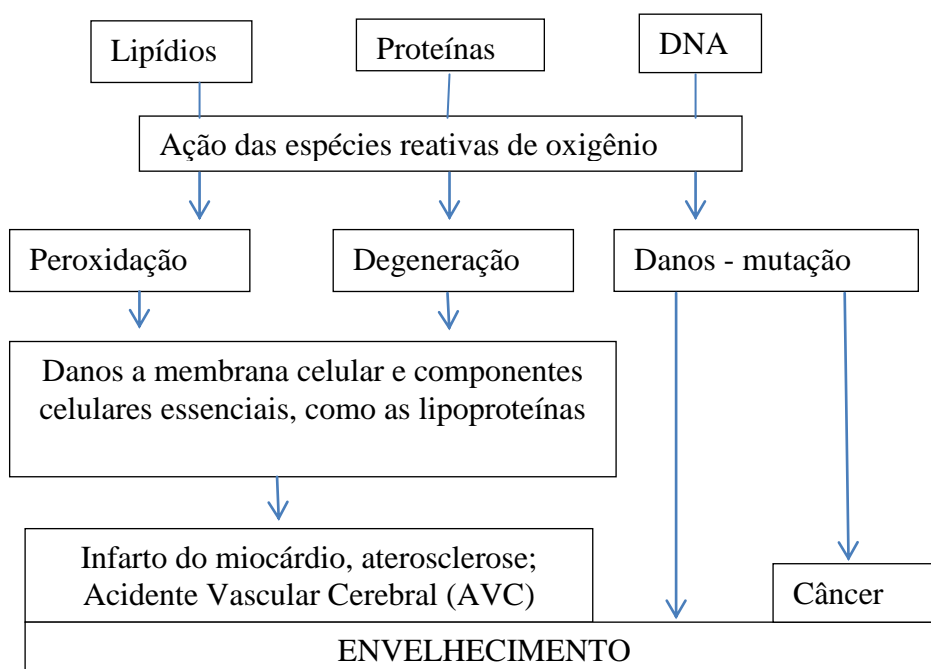 Lipídios
Proteínas
DNA
Ação das espécies reativas de oxigênio
Peroxidação
Degeneração
Danos - mutação
Danos a membrana celular e componentes
celulares essenciais, como as lipoproteínas
Infarto do miocárdio, aterosclerose;
Acidente Vascular Cerebral (AVC)
Câncer
ENVELHECIMENTO